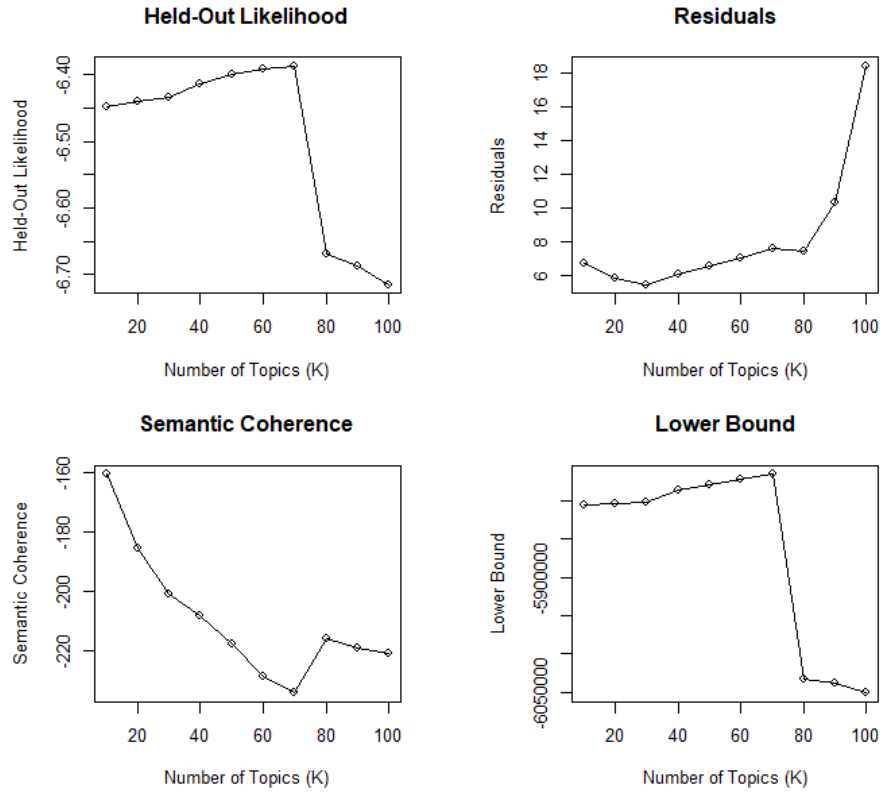 Held-Out Likelihood
Held-Out Likelihood
-6.40
-6.50
-6.60
-6.70
20 40 60 80 100
Number of Topics (K)
Residuals
Residuals
18
16
14
12
10
8
6
20 40 60 80 100
Number of Topics (K)
Semantic Coherence
Semantic Coherence
-160
-180
-200
-220
20 40 60 80 100
Number of Topics (K)
Lower Bound
Lower Bound
-5900000
-6050000
20 40 60 80 100
Number of Topics (K)